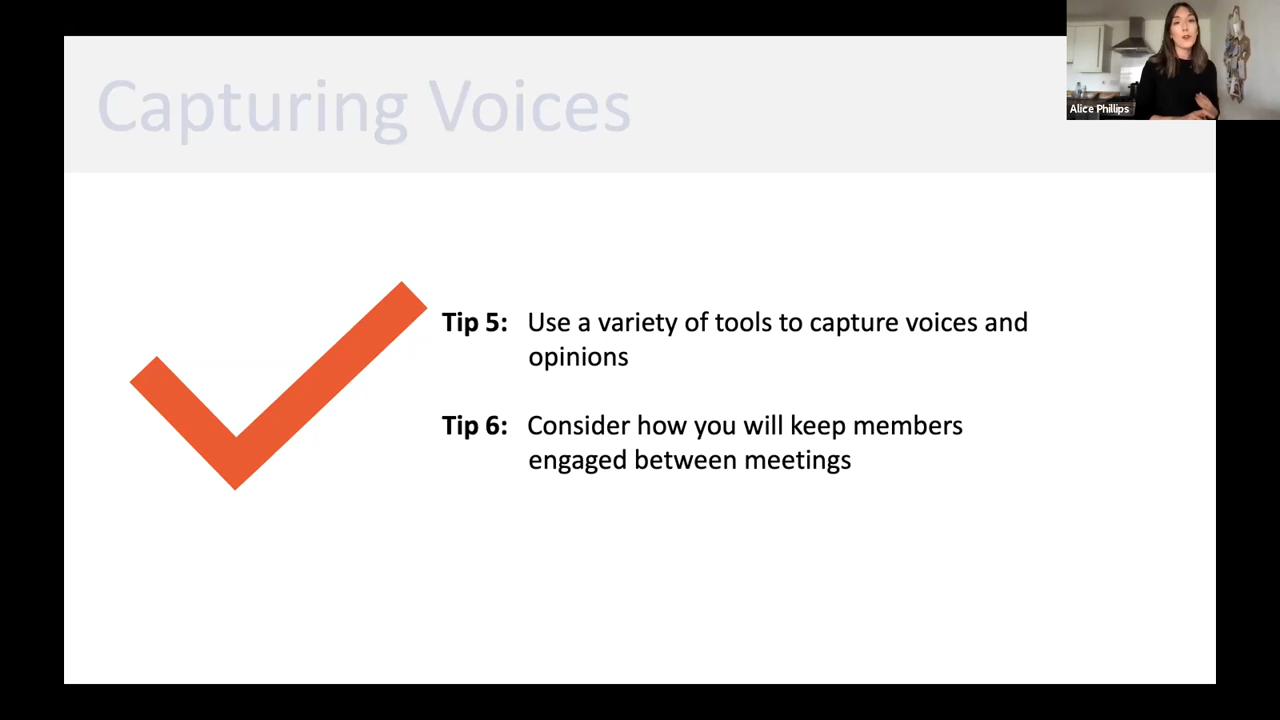 Capturing Voices
Alice Phillips
Tip 5: Use a variety of tools to capture voices and
opinions
Tip 6: Consider how you will keep members
engaged between meetings